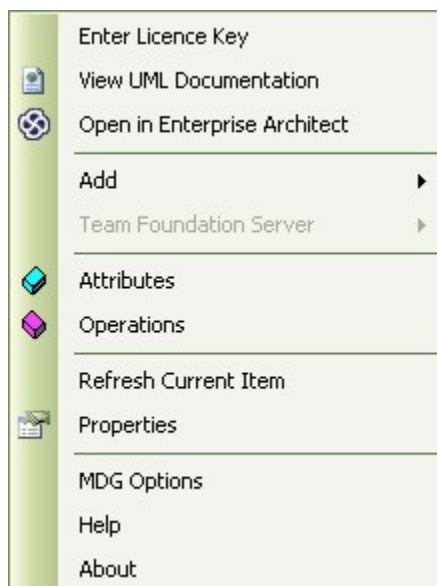 Enter Licence Key
View UML Documentation
Open in Enterprise Architect
Add
Team Foundation Server
Attributes
Operations
Refresh Current Item
Properties
MDG Options
Help
About